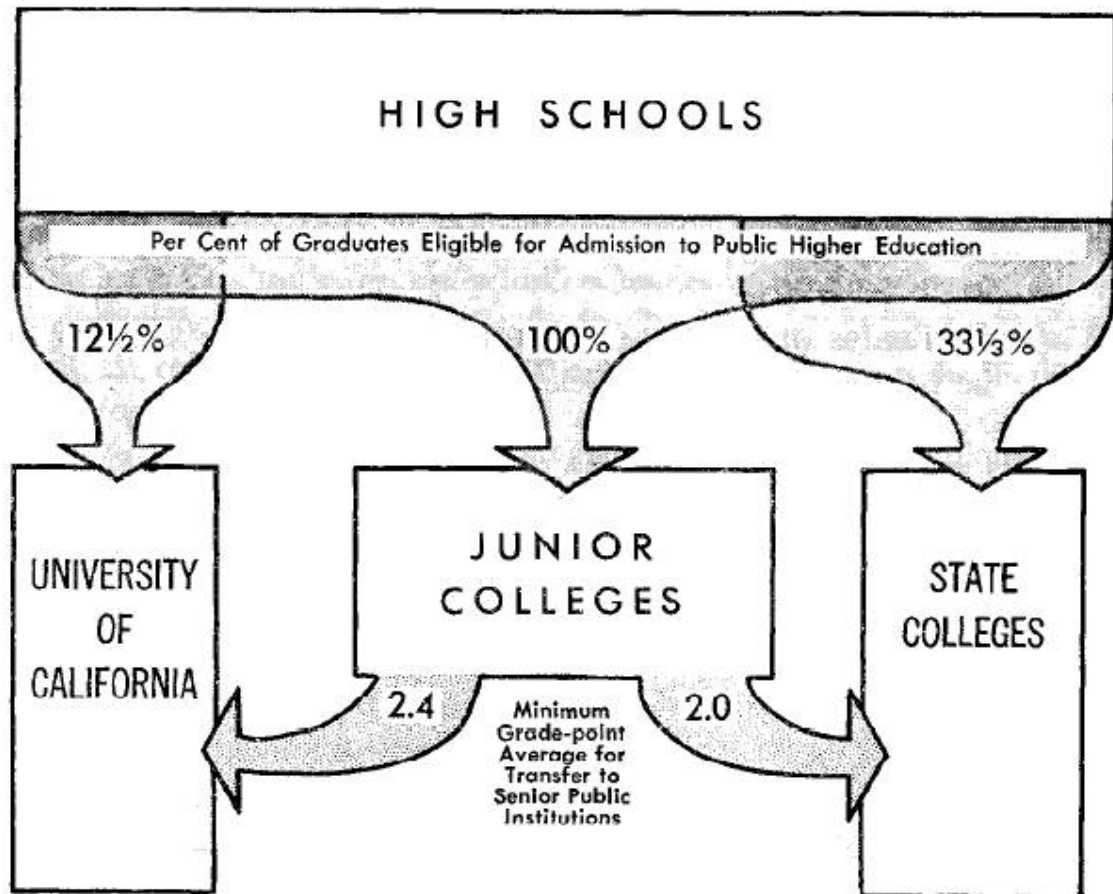 HIGH SCHOOLS
Per Cent of Graduates Eligible for Admission to Public Higher Education
12½%
100%
33⅓%
UNIVERSITY
OF
CALIFORNIA
JUNIOR
COLLEGES
STATE
COLLEGES
2.4
Minimum
Grade-point
Average for
Transfer to
Senior Public
Institutions
2.0